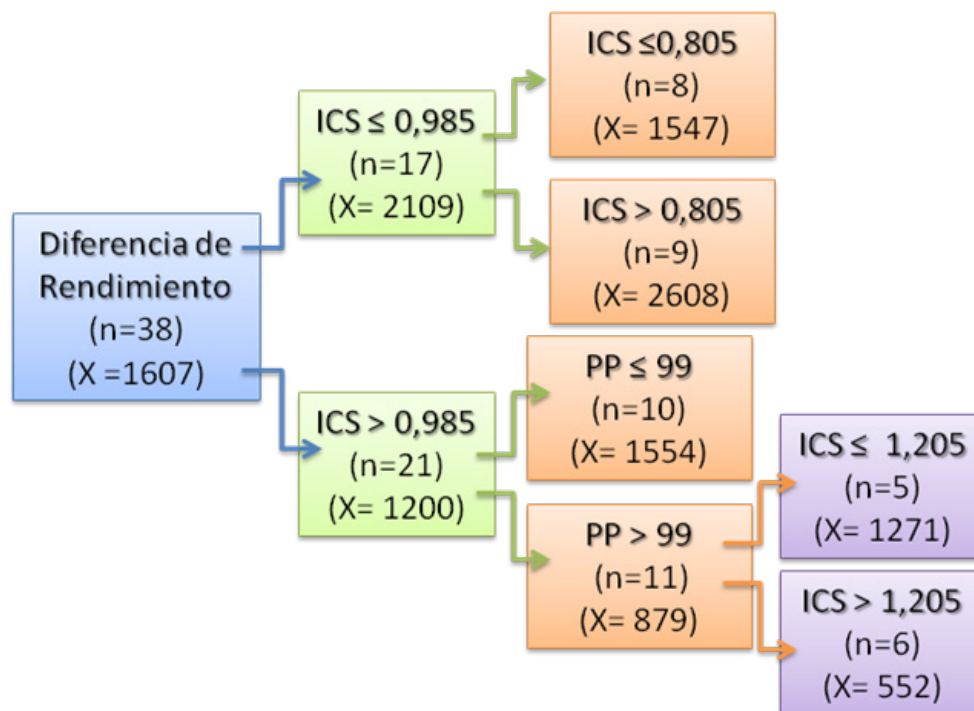 Diferencia de
Rendimiento
(n=38)
(X =1607)
ICS ≤ 0,985
(n=17)
(X= 2109)
ICS > 0,985
(n=21)
(X= 1200)
ICS ≤0,805
(n=8)
(X= 1547)
ICS > 0,805
(n=9)
(X= 2608)
PP ≤ 99
(n=10)
(X= 1554)
PP > 99
(n=11)
(X= 879)
ICS ≤ 1,205
(n=5)
(X= 1271)
ICS > 1,205
(n=6)
(X= 552)